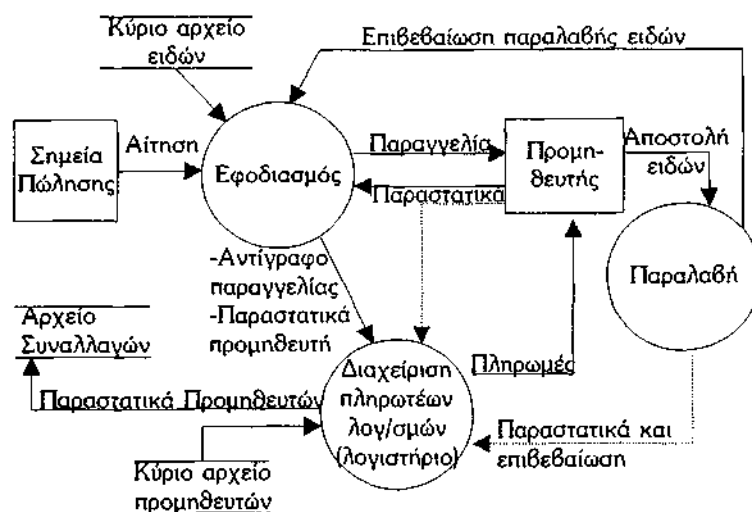 Κύριο αρχείο
ειδών
Επιβεβαίωση παραλαβής ειδών
Σημεία
Πώλησης
Αίτηση
Εφοδιασμός
Παραγγελία
Παραστατικά
Προμη-
θευτής
Αποστολή
ειδών
Παραλαβή
-Αντίγραφο
παραγγελίας
-Παραστατικά
προμηθευτή
Αρχείο
Συναλλαγών
Παραστατικά Προμηθευτών
Διαχείριση
πληρωτέων
λογ/σμών
(λογιστήριο)
Πληρωμές
Παραστατικά και
επιβεβαίωση
Κύριο αρχείο
προμηθευτών